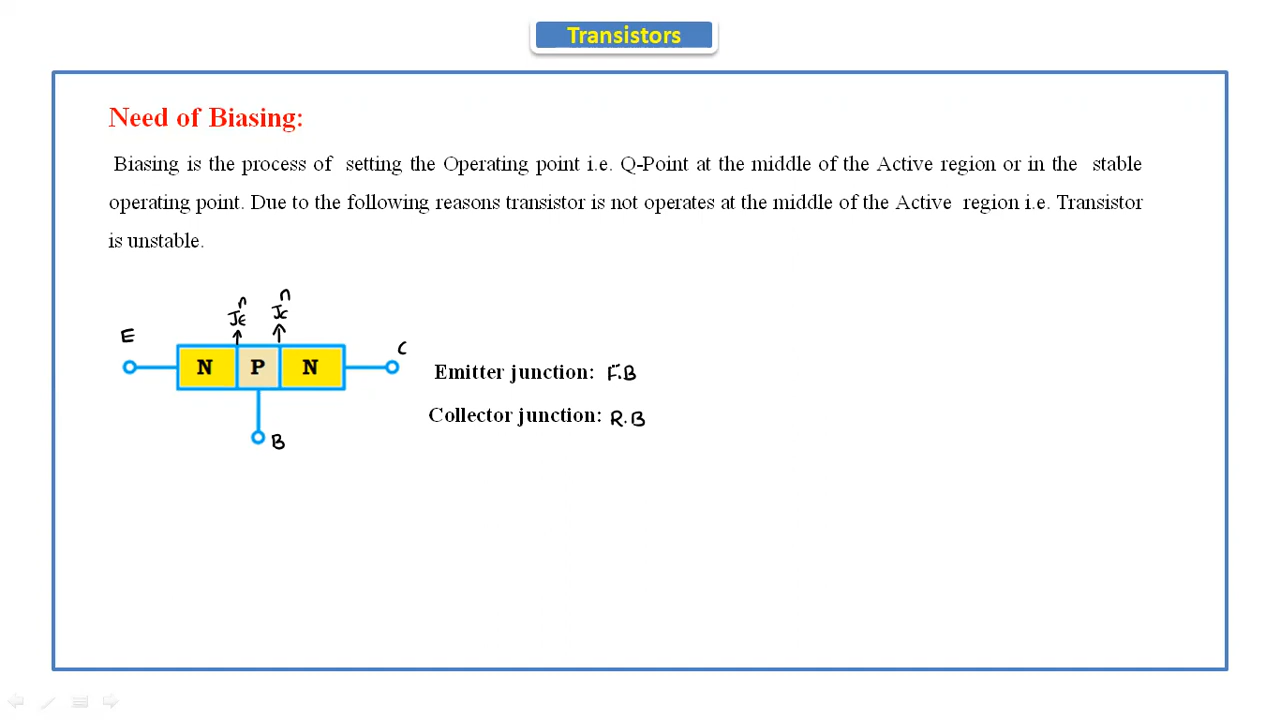 Transistors
Need of Biasing:
Biasing is the process of setting the Operating point i.e. Q-Point at the middle of the Active region or in the stable
operating point. Due to the following reasons transistor is not operates at the middle of the Active region i.e. Transistor
is unstable.
JE^n JC^n
E
C
N P N
B
Emitter junction: F.B
Collector junction: R.B